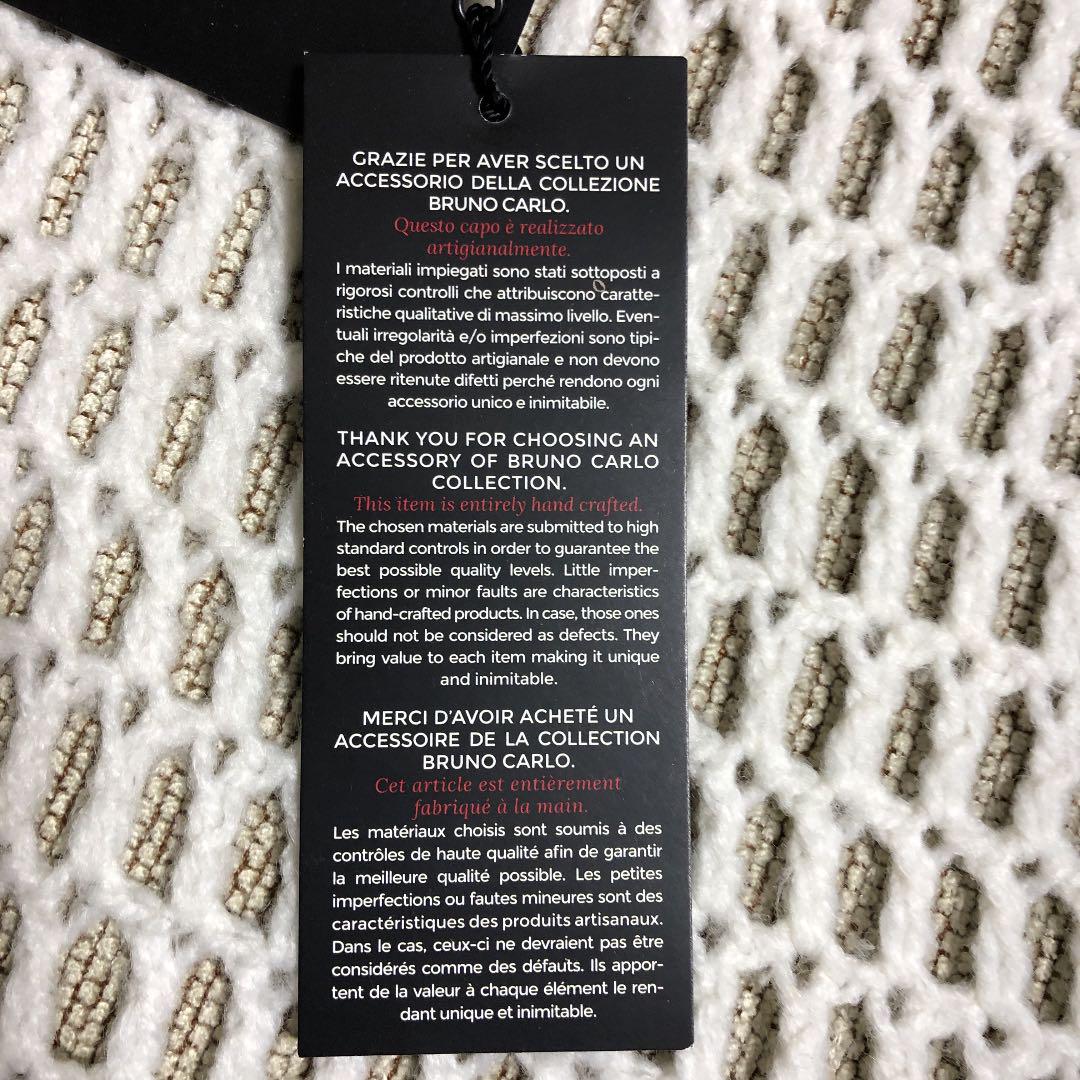 GRAZIE PER AVER SCELTO UN
ACCESSORIO DELLA COLLEZIONE
BRUNO CARLO.
Questo capo è realizzato
artigianalmente.
I materiali impiegati sono stati sottoposti a
rigorosi controlli che attribuiscono caratte-
ristiche qualitative di massimo livello. Even-
tuali irregolarità e/o imperfezioni sono tipi-
che del prodotto artigianale e non devono
essere ritenute difetti perché rendono ogni
accessorio unico e inimitabile.
THANK YOU FOR CHOOSING AN
ACCESSORY OF BRUNO CARLO
COLLECTION.
This item is entirely hand crafted.
The chosen materials are submitted to high
standard controls in order to guarantee the
best possible quality levels. Little imper-
fections or minor faults are characteristics
of hand-crafted products. In case, those ones
should not be considered as defects. They
bring value to each item making it unique
and inimitable.
MERCI D'AVOIR ACHETÉ UN
ACCESSOIRE DE LA COLLECTION
BRUNO CARLO.
Cet article est entièrement
fabriqué à la main.
Les matériaux choisis sont soumis à des
contrôles de haute qualité afin de garantir
la meilleure qualité possible. Les petites
imperfections ou fautes mineures sont des
caractéristiques des produits artisanaux.
Dans le cas, ceux-ci ne devraient pas être
considérés comme des défauts. Ils appor-
tent de la valeur à chaque élément le ren-
dant unique et inimitable.